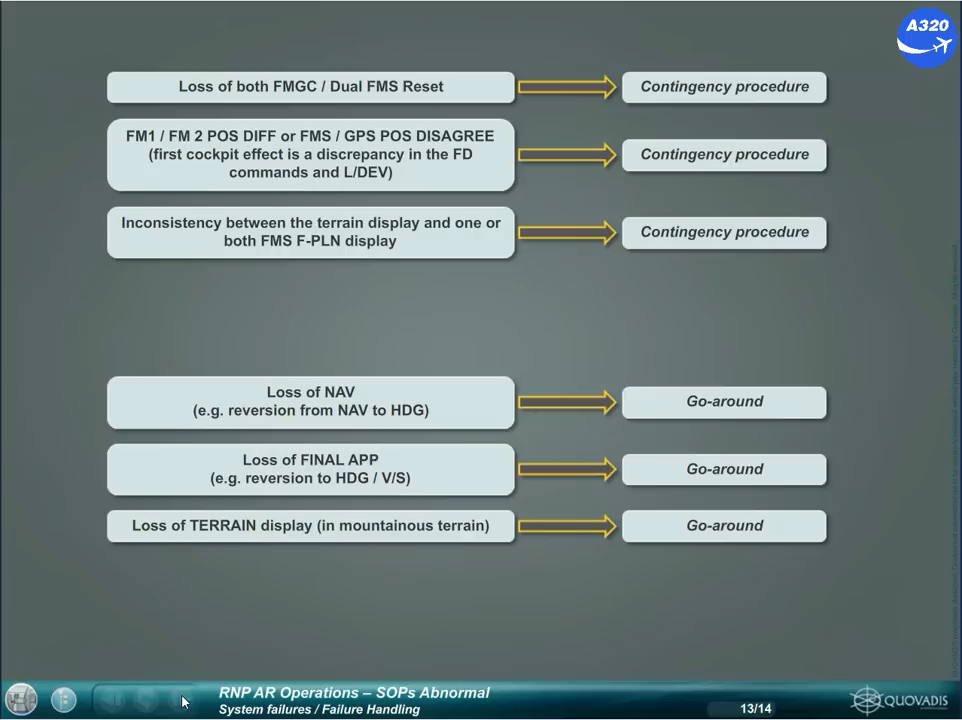 A320
Loss of both FMGC / Dual FMS Reset
Contingency procedure
FM1 / FM 2 POS DIFF or FMS / GPS POS DISAGREE
(first cockpit effect is a discrepancy in the FD
commands and L/DEV)
Contingency procedure
Inconsistency between the terrain display and one or
both FMS F-PLN display
Contingency procedure
Loss of NAV
(e.g. reversion from NAV to HDG)
Go-around
Loss of FINAL APP
(e.g. reversion to HDG / V/S)
Go-around
Loss of TERRAIN display (in mountainous terrain)
Go-around
RNP AR Operations – SOPs Abnormal
System failures / Failure Handling
13/14
QUOVADIS